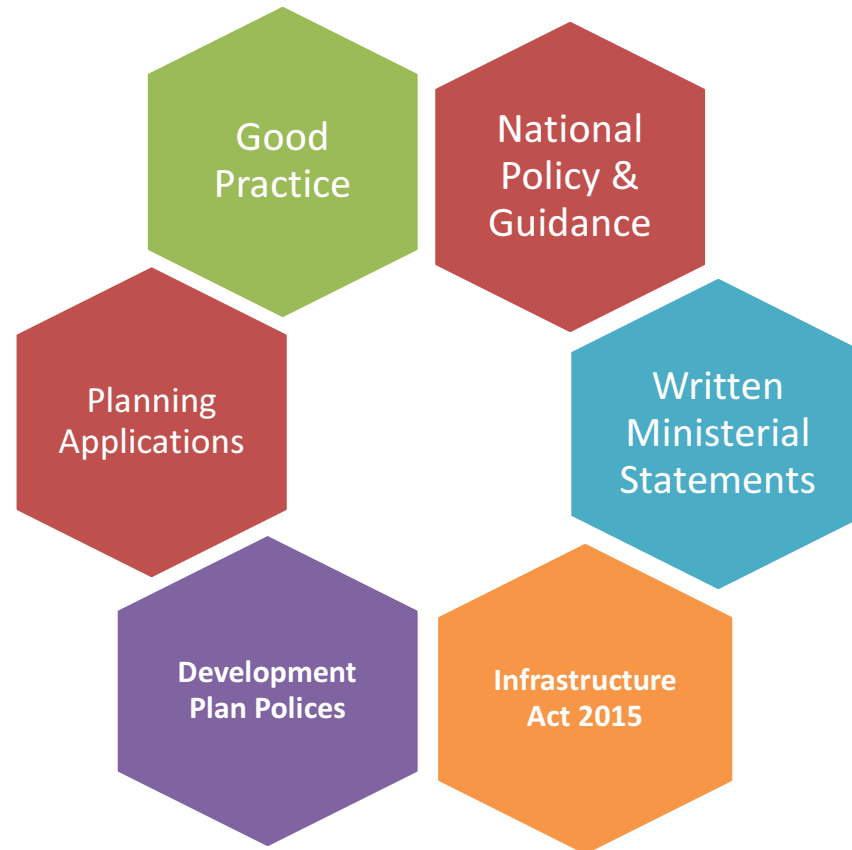 Good
Practice
National
Policy &
Guidance
Written
Ministerial
Statements
Planning
Applications
Development
Plan Polices
Infrastructure
Act 2015